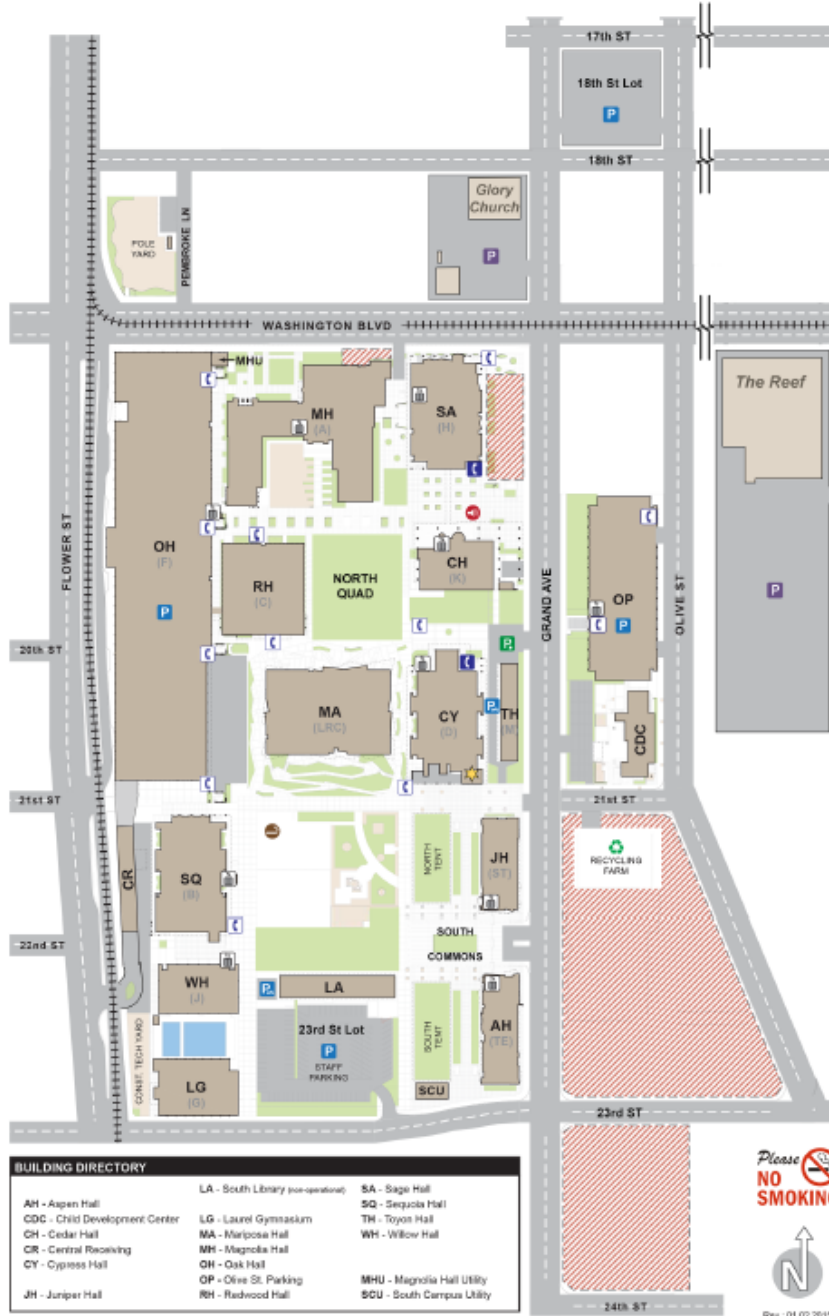 17th ST
18th St Lot
P
18th ST
Glory
Church
P
POLE
YARD
PEMBROKE LN
WASHINGTON BLVD
MHU
MH
(A)
SA
(H)
The Reef
FLOWER ST
OH
(F)
P
RH
(C)
NORTH
QUAD
CH
(K)
GRAND AVE
OP
P
OLIVE ST
P
20th ST
MA
(LRC)
CY
(D)
P
P
TH
(M)
CDC
21st ST
21st ST
CR
SQ
(B)
NORTH
TENT
JH
(ST)
RECYCLING
FARM
22nd ST
SOUTH
COMMONS
WH
(J)
P
LA
CONST. TECH YARD
23rd St Lot
P
STAFF
PARKING
SOUTH
TENT
AH
(TE)
LG
(G)
SCU
23rd ST
BUILDING DIRECTORY
AH - Aspen Hall
CDC - Child Development Center
CH - Cedar Hall
CR - Central Receiving
CY - Cypress Hall
JH - Juniper Hall
LA - South Library (non-operational)
LG - Laurel Gymnasium
MA - Mariposa Hall
MH - Magnolia Hall
OH - Oak Hall
OP - Olive St. Parking
RH - Redwood Hall
SA - Sage Hall
SQ - Sequoia Hall
TH - Toyon Hall
WH - Willow Hall
MHU - Magnolia Hall Utility
SCU - South Campus Utility
Please
NO
SMOKING
N
24th ST